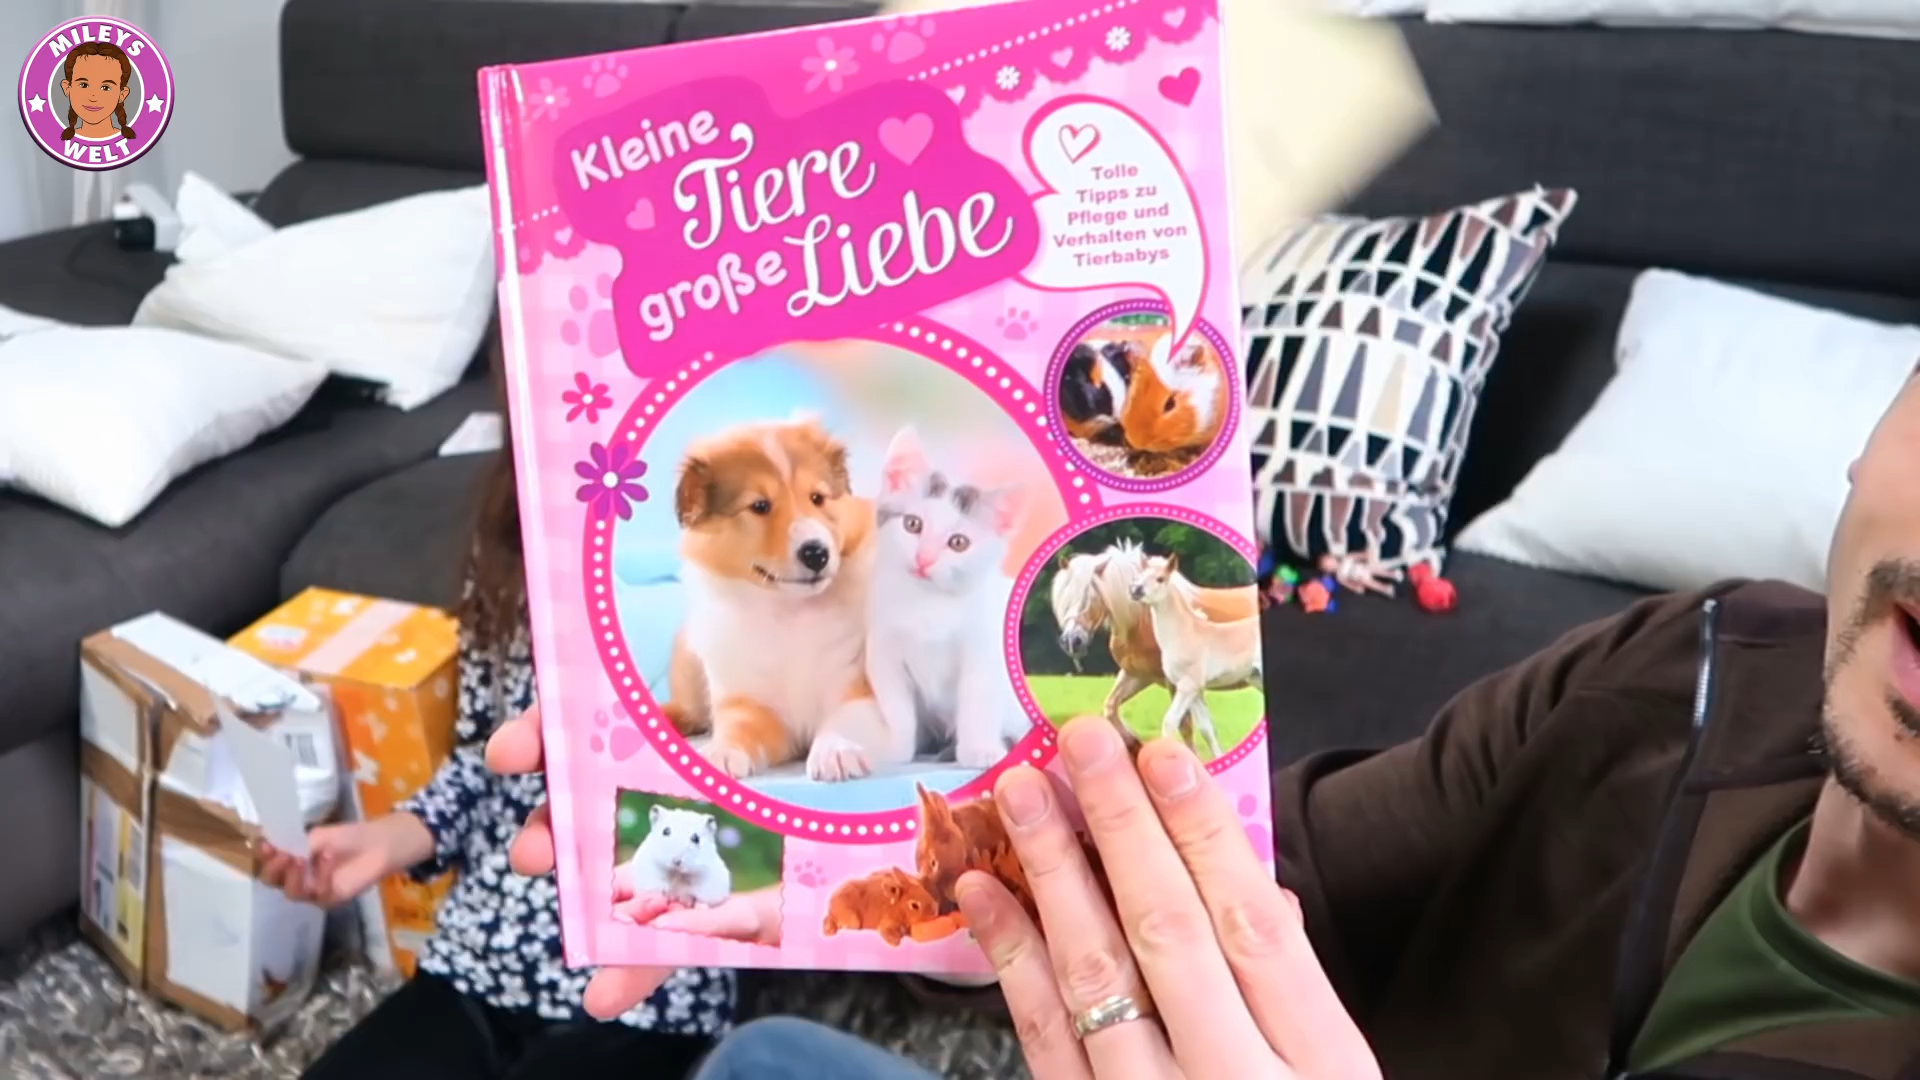 MILEYS
WELT
Kleine
Tiere
große Liebe
Tolle
Tipps zu
Pflege und
Verhalten von
Tierbabys